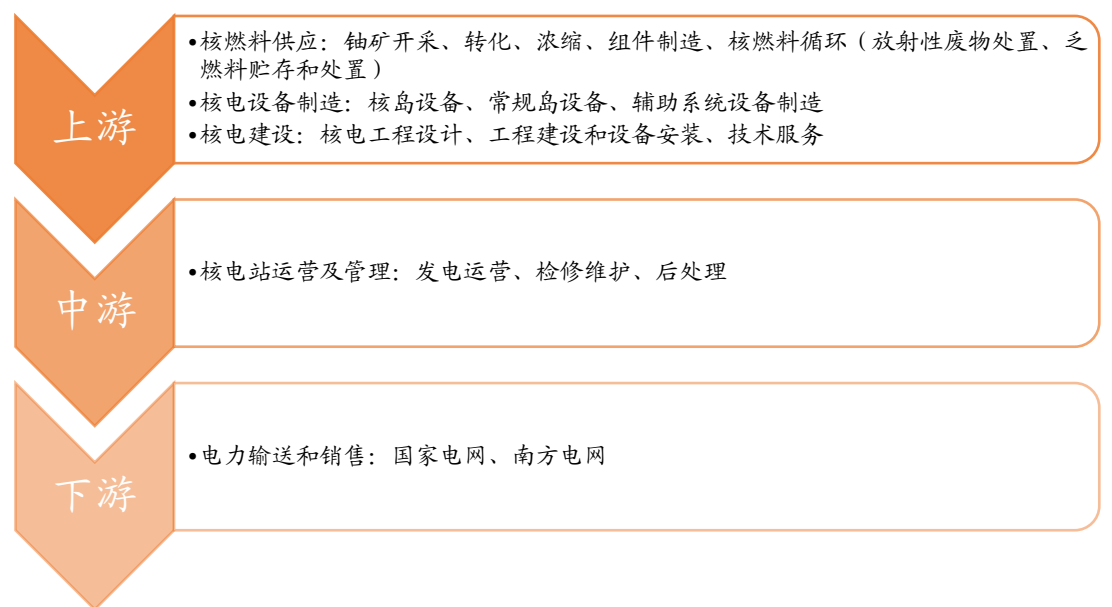 上游
•核燃料供应：铀矿开采、转化、浓缩、组件制造、核燃料循环（放射性废物处置、乏
燃料贮存和处置）
•核电设备制造：核岛设备、常规岛设备、辅助系统设备制造
•核电建设：核电工程设计、工程建设和设备安装、技术服务
中游
•核电站运营及管理：发电运营、检修维护、后处理
下游
•电力输送和销售：国家电网、南方电网